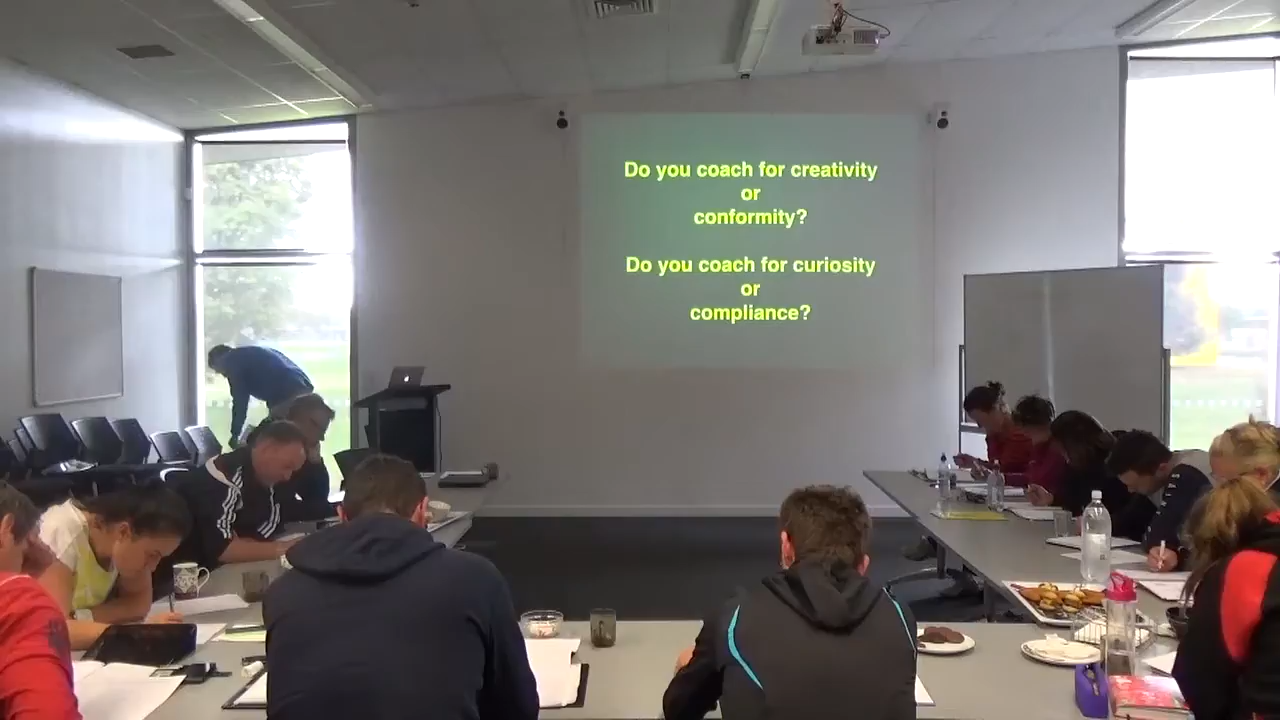 Do you coach for creativity
or
conformity?
Do you coach for curiosity
or
compliance?